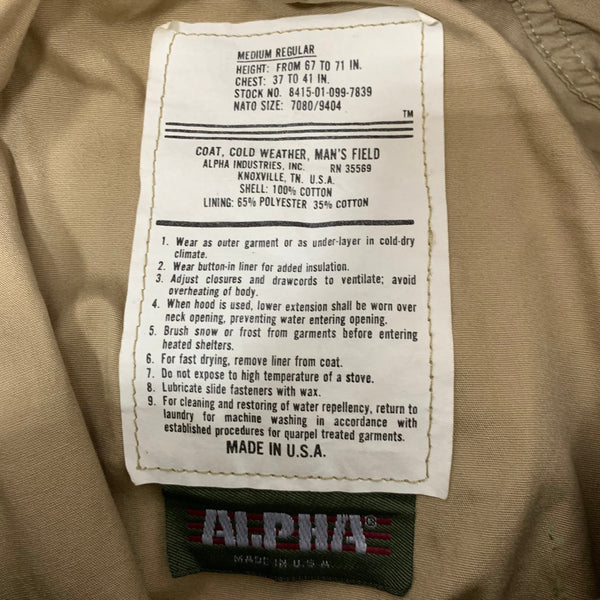 MEDIUM REGULAR
HEIGHT: FROM 67 TO 71 IN.
CHEST: 37 TO 41 IN.
STOCK NO. 8415-01-099-7839
NATO SIZE: 7080/9404
TM
COAT, COLD WEATHER, MAN'S FIELD
ALPHA INDUSTRIES, INC. RN 35569
KNOXVILLE, TN. U.S.A.
SHELL: 100% COTTON
LINING: 65% POLYESTER 35% COTTON
1. Wear as outer garment or as under-layer in cold-dry
climate.
2. Wear button-in liner for added insulation.
3. Adjust closures and drawcords to ventilate; avoid
overheating of body.
4. When hood is used, lower extension shall be worn over
neck opening, preventing water entering opening.
5. Brush snow or frost from garments before entering
heated shelters.
6. For fast drying, remove liner from coat.
7. Do not expose to high temperature of a stove.
8. Lubricate slide fasteners with wax.
9. For cleaning and restoring of water repellency, return to
laundry for machine washing in accordance with
established procedures for quarpel treated garments.
MADE IN U.S.A.
ALPHA®
MADE IN U.S.A